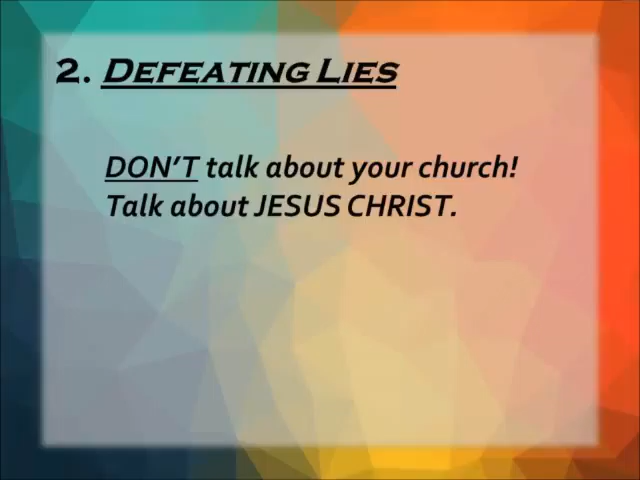 2. DEFEATING LIES
DON'T talk about your church!
Talk about JESUS CHRIST.